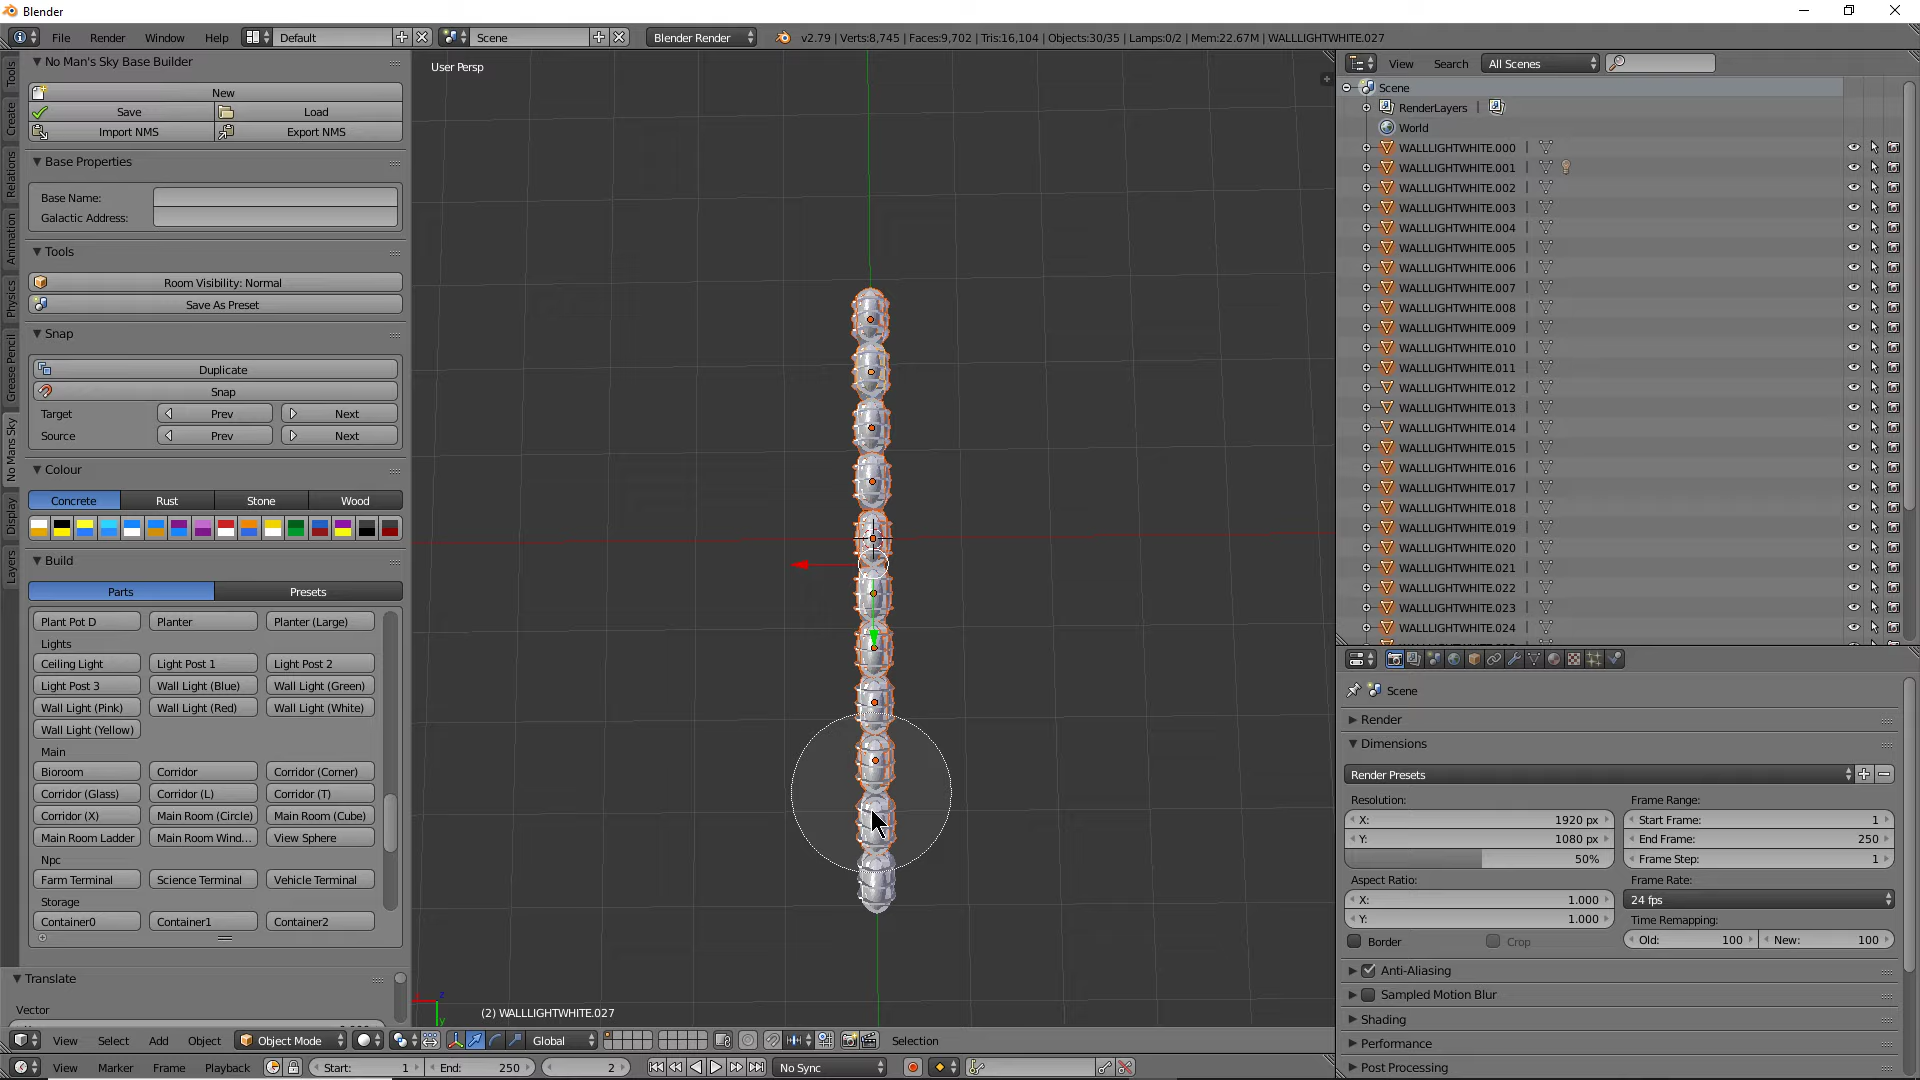 Blender
File Render Window Help Default Scene Blender Render v2.79 | Verts:8,745 | Faces:9,702 | Tris:16,104 | Objects:30/35 | Lamps:0/2 | Mem:22.67M | WALLLIGHTWHITE.027
Tools
Create
Relations
Animation
Physics
Grease Pencil
No Mans Sky
Display
Layers
No Man's Sky Base Builder
New
Save Load
Import NMS Export NMS
Base Properties
Base Name:
Galactic Address:
Tools
Room Visibility: Normal
Save As Preset
Snap
Duplicate
Snap
Target Prev Next
Source Prev Next
Colour
Concrete Rust Stone Wood
Build
Parts Presets
Plant Pot D Planter Planter (Large)
Lights
Ceiling Light Light Post 1 Light Post 2
Light Post 3 Wall Light (Blue) Wall Light (Green)
Wall Light (Pink) Wall Light (Red) Wall Light (White)
Wall Light (Yellow)
Main
Bioroom Corridor Corridor (Corner)
Corridor (Glass) Corridor (L) Corridor (T)
Corridor (X) Main Room (Circle) Main Room (Cube)
Main Room Ladder Main Room Wind... View Sphere
Npc
Farm Terminal Science Terminal Vehicle Terminal
Storage
Container0 Container1 Container2
Translate
Vector
User Persp
z
y
(2) WALLLIGHTWHITE.027
View Select Add Object Object Mode Global Selection
View Marker Frame Playback Start: 1 End: 250 2 No Sync
View Search All Scenes
Scene
RenderLayers |
World
WALLLIGHTWHITE.000 |
WALLLIGHTWHITE.001 |
WALLLIGHTWHITE.002 |
WALLLIGHTWHITE.003 |
WALLLIGHTWHITE.004 |
WALLLIGHTWHITE.005 |
WALLLIGHTWHITE.006 |
WALLLIGHTWHITE.007 |
WALLLIGHTWHITE.008 |
WALLLIGHTWHITE.009 |
WALLLIGHTWHITE.010 |
WALLLIGHTWHITE.011 |
WALLLIGHTWHITE.012 |
WALLLIGHTWHITE.013 |
WALLLIGHTWHITE.014 |
WALLLIGHTWHITE.015 |
WALLLIGHTWHITE.016 |
WALLLIGHTWHITE.017 |
WALLLIGHTWHITE.018 |
WALLLIGHTWHITE.019 |
WALLLIGHTWHITE.020 |
WALLLIGHTWHITE.021 |
WALLLIGHTWHITE.022 |
WALLLIGHTWHITE.023 |
WALLLIGHTWHITE.024 |
Scene
Render
Dimensions
Render Presets
Resolution: Frame Range:
X: 1920 px Start Frame: 1
Y: 1080 px End Frame: 250
50% Frame Step: 1
Aspect Ratio: Frame Rate:
X: 1.000 24 fps
Y: 1.000 Time Remapping:
Border Crop Old: 100 New: 100
Anti-Aliasing
Sampled Motion Blur
Shading
Performance
Post Processing